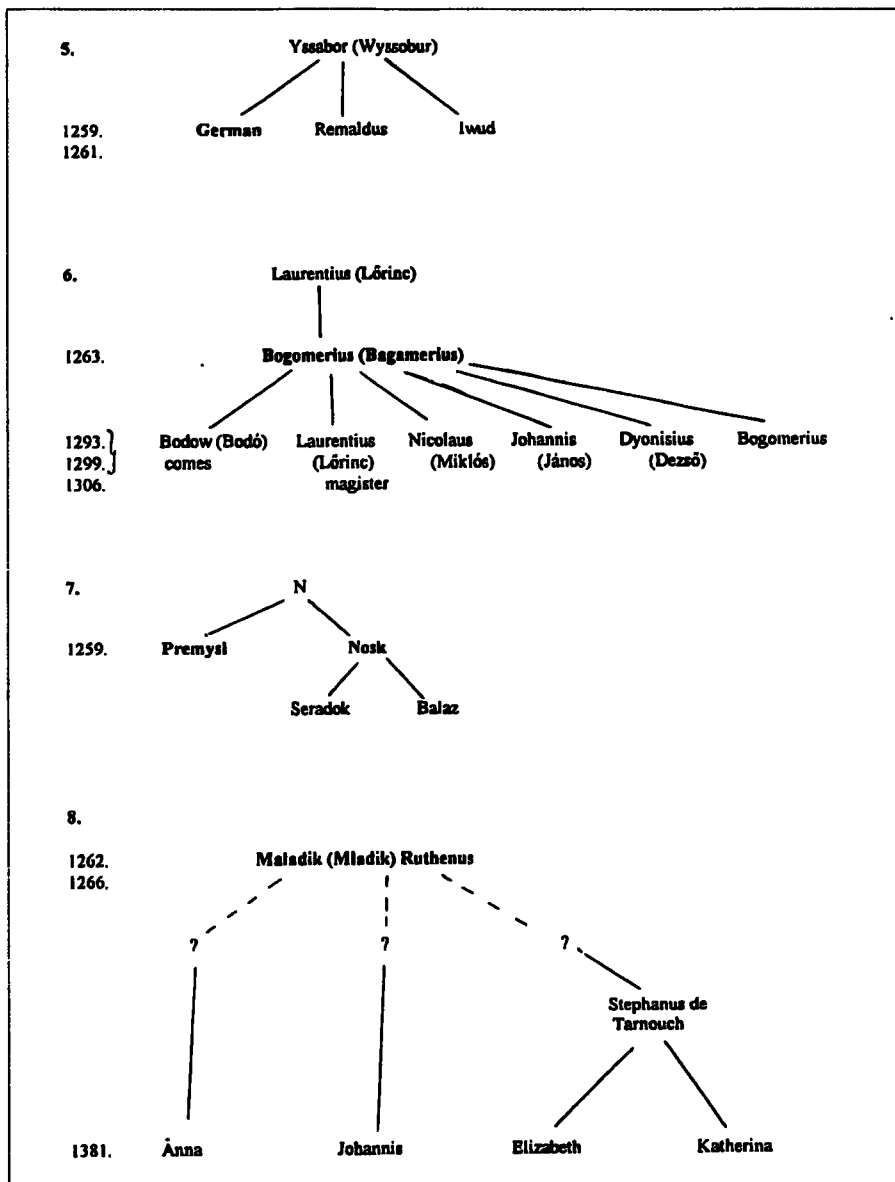 5. Yssabor (Wyssobur)
1259. German Remaldus Iwud
1261.
6. Laurentius (Lőrinc)
1263. Bogomerius (Bagamerius)
1293. } Bodow (Bodó) Laurentius Nicolaus Johannis Dyonisius Bogomerius
1299. } comes (Lőrinc) (Miklós) (János) (Dezső)
1306. magister
7. N
1259. Premysl Nosk
Seradok Balaz
8.
1262. Maladik (Mladik) Ruthenus
1266.
? ? ?
Stephanus de
Tarnouch
1381. Ánna Johannis Elizabeth Katherina